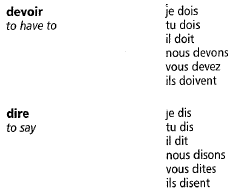 devoir je dois
to have to tu dois
il doit
nous devons
vous devez
ils doivent
dire je dis
to say tu dis
il dit
nous disons
vous dites
ils disent